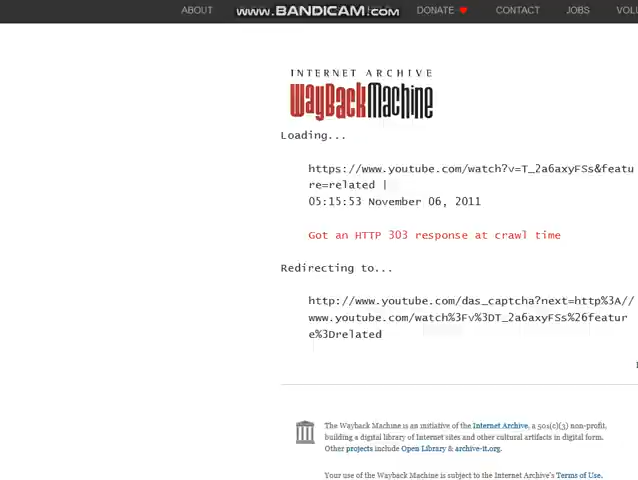 ABOUT
www.BANDICAM.com
DONATE
CONTACT
JOBS
INTERNET ARCHIVE
WayBackMachine
Loading...
https://www.youtube.com/watch?v=T_2a6axyFSs&featu
re=related |
05:15:53 November 06, 2011
Got an HTTP 303 response at crawl time
Redirecting to...
http://www.youtube.com/das_captcha?next=http%3A//
www.youtube.com/watch%3Fv%3DT_2a6axyFSs%26featur
e%3Drelated
The Wayback Machine is an initiative of the Internet Archive, a 501(c)(3) non-profit,
building a digital library of Internet sites and other cultural artifacts in digital form.
Other projects include Open Library & archive-it.org.
Your use of the Wayback Machine is subject to the Internet Archive's Terms of Use.